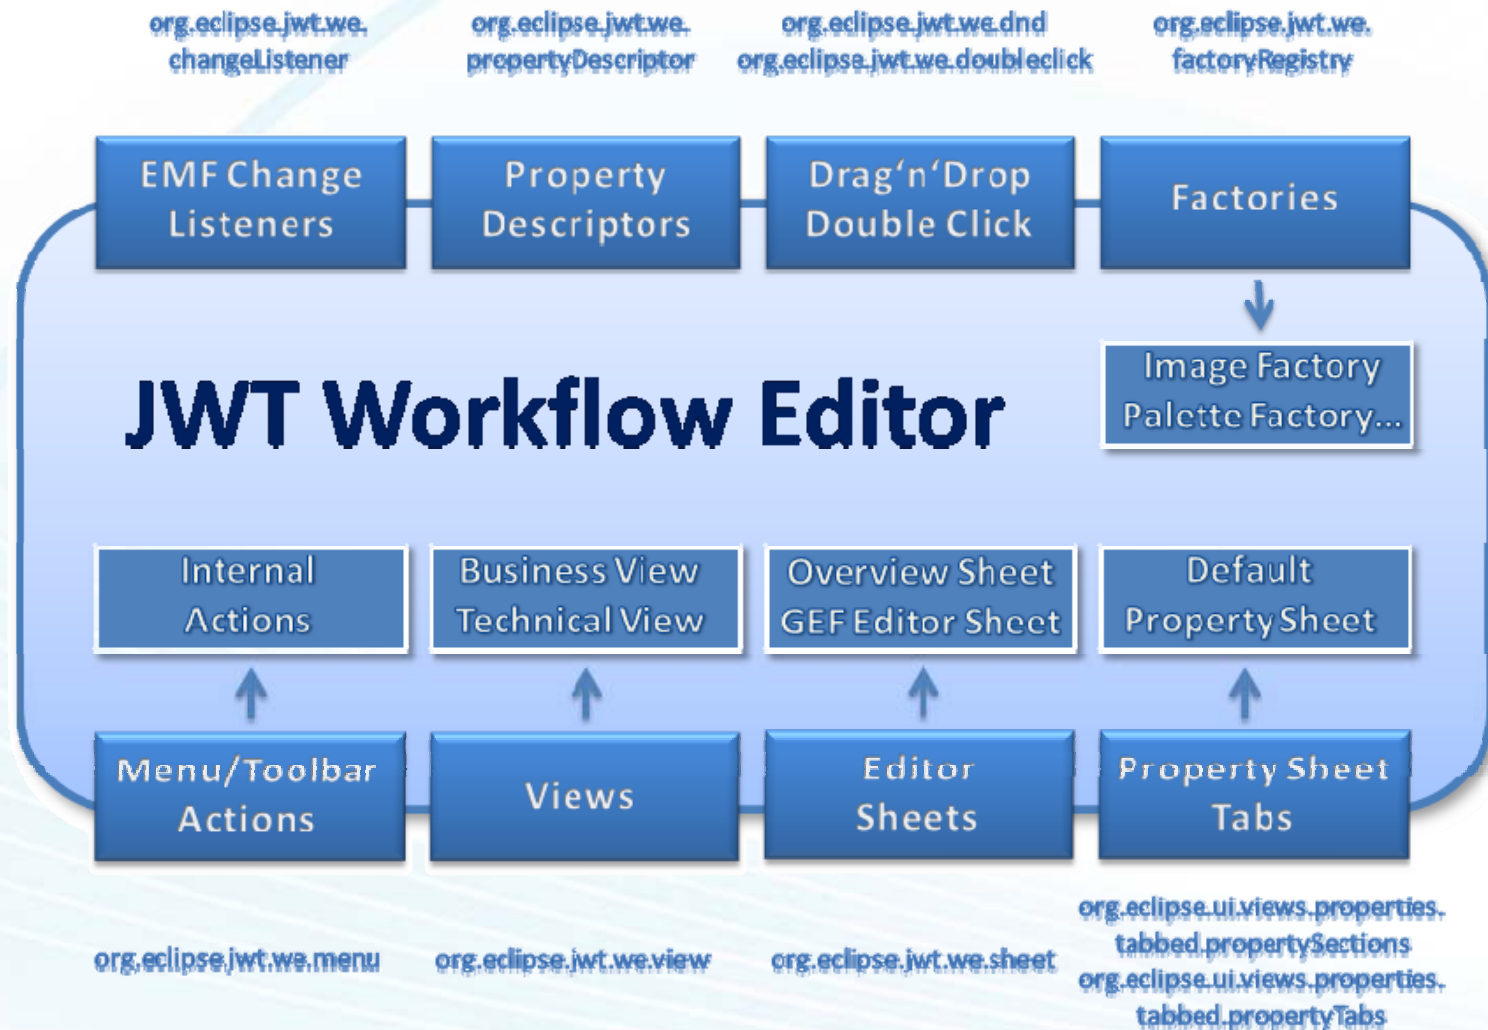 org.eclipse.jwt.we.
changeListener
org.eclipse.jwt.we.
propertyDescriptor
org.eclipse.jwt.we.dnd
org.eclipse.jwt.we.doubleclick
org.eclipse.jwt.we.
factoryRegistry
EMF Change
Listeners
Property
Descriptors
Drag‘n‘Drop
Double Click
Factories
Image Factory
Palette Factory...
JWT Workflow Editor
Internal
Actions
Business View
Technical View
Overview Sheet
GEF Editor Sheet
Default
Property Sheet
Menu/Toolbar
Actions
Views
Editor
Sheets
Property Sheet
Tabs
org.eclipse.jwt.we.menu
org.eclipse.jwt.we.view
org.eclipse.jwt.we.sheet
org.eclipse.ui.views.properties.
tabbed.propertySections
org.eclipse.ui.views.properties.
tabbed.propertyTabs